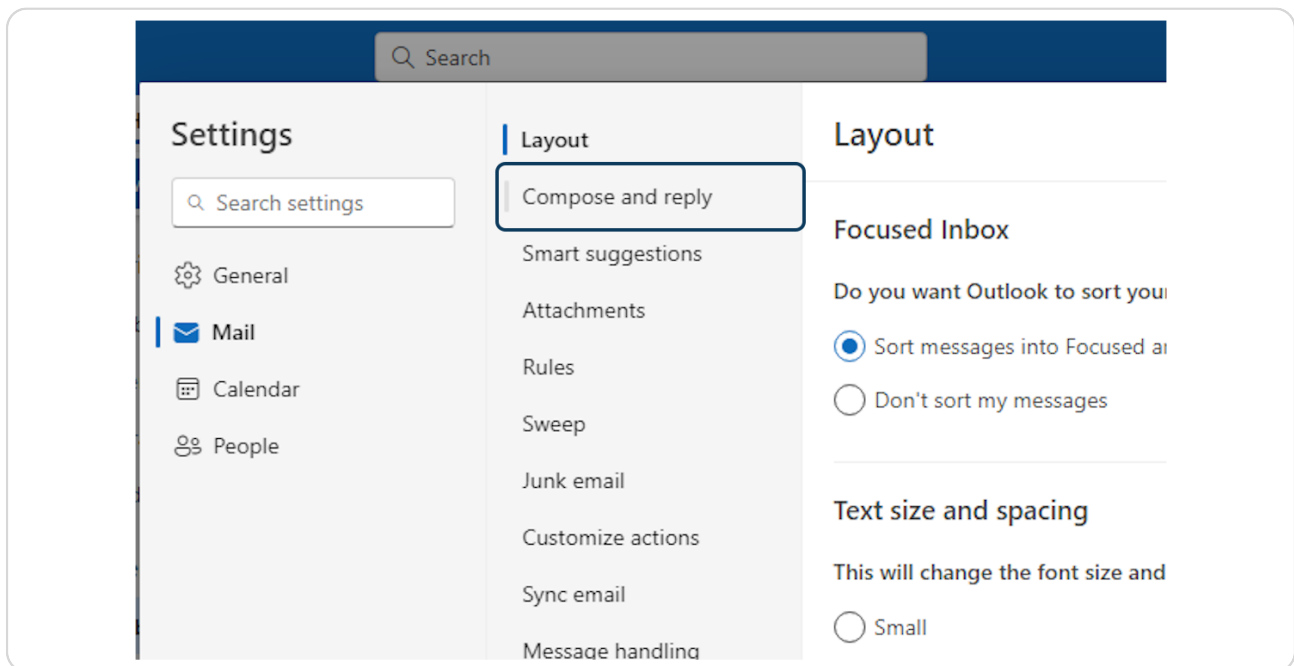 Search
Settings
Search settings
General
Mail
Calendar
People
Layout
Compose and reply
Smart suggestions
Attachments
Rules
Sweep
Junk email
Customize actions
Sync email
Message handling
Layout
Focused Inbox
Do you want Outlook to sort
Sort messages into Focused
Don't sort my messages
Text size and spacing
This will change the font size and
Small